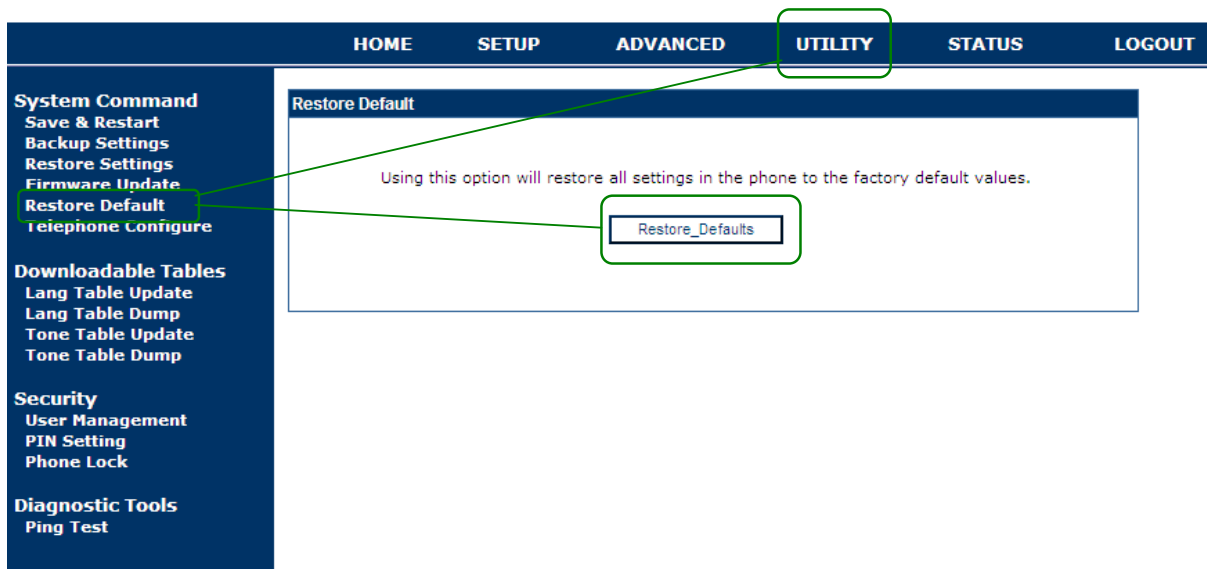 HOME SETUP ADVANCED UTILITY STATUS LOGOUT
System Command
Save & Restart
Backup Settings
Restore Settings
Firmware Update
Restore Default
Telephone Configure
Downloadable Tables
Lang Table Update
Lang Table Dump
Tone Table Update
Tone Table Dump
Security
User Management
PIN Setting
Phone Lock
Diagnostic Tools
Ping Test
Restore Default
Using this option will restore all settings in the phone to the factory default values.
Restore_Defaults